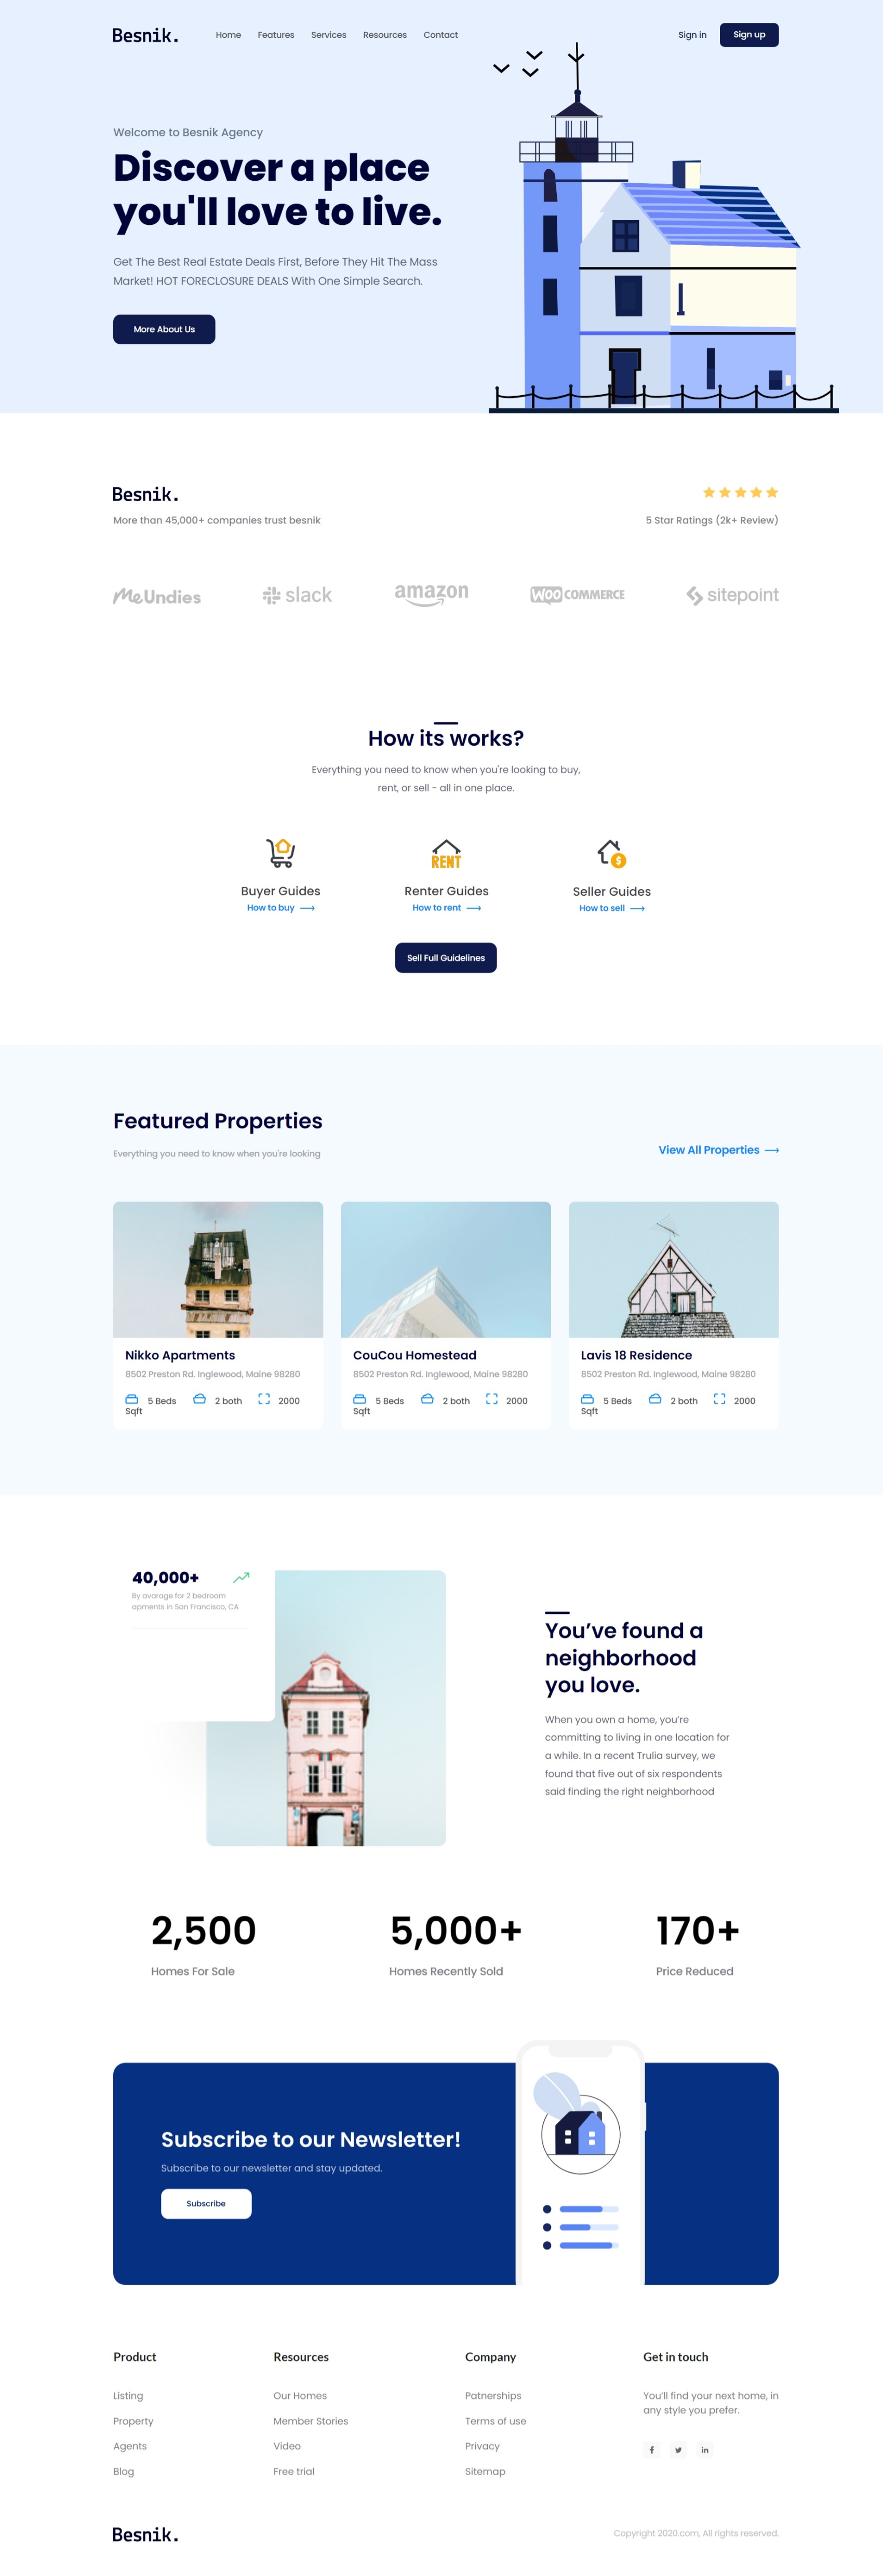 Besnik.
Home Features Services Resources Contact
Sign in Sign up
Welcome to Besnik Agency
Discover a place
you'll love to live.
Get The Best Real Estate Deals First, Before They Hit The Mass
Market! HOT FORECLOSURE DEALS With One Simple Search.
More About Us
Besnik.
More than 45,000+ companies trust besnik
5 Star Ratings (2k+ Review)
MeUndies slack amazon WOO COMMERCE sitepoint
How its works?
Everything you need to know when you're looking to buy,
rent, or sell - all in one place.
RENT
$
Buyer Guides
How to buy
Renter Guides
How to rent
Seller Guides
How to sell
Sell Full Guidelines
Featured Properties
Everything you need to know when you're looking
View All Properties
Nikko Apartments
8502 Preston Rd. Inglewood, Maine 98280
5 Beds 2 both 2000
Sqft
CouCou Homestead
8502 Preston Rd. Inglewood, Maine 98280
5 Beds 2 both 2000
Sqft
Lavis 18 Residence
8502 Preston Rd. Inglewood, Maine 98280
5 Beds 2 both 2000
Sqft
40,000+
By avarage for 2 bedroom
apments in San Francisco, CA
You've found a
neighborhood
you love.
When you own a home, you're
committing to living in one location for
a while. In a recent Trulia survey, we
found that five out of six respondents
said finding the right neighborhood
2,500
Homes For Sale
5,000+
Homes Recently Sold
170+
Price Reduced
Subscribe to our Newsletter!
Subscribe to our newsletter and stay updated.
Subscribe
Product
Listing
Property
Agents
Blog
Resources
Our Homes
Member Stories
Video
Free trial
Company
Patnerships
Terms of use
Privacy
Sitemap
Get in touch
You'll find your next home, in
any style you prefer.
f in
Besnik.
Copyright 2020.com, All rights reserved.